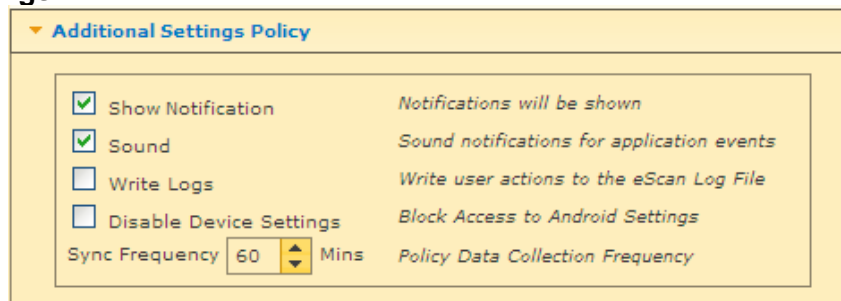 Additional Settings Policy
Show Notification Notifications will be shown
Sound Sound notifications for application events
Write Logs Write user actions to the eScan Log File
Disable Device Settings Block Access to Android Settings
Sync Frequency 60 Mins Policy Data Collection Frequency